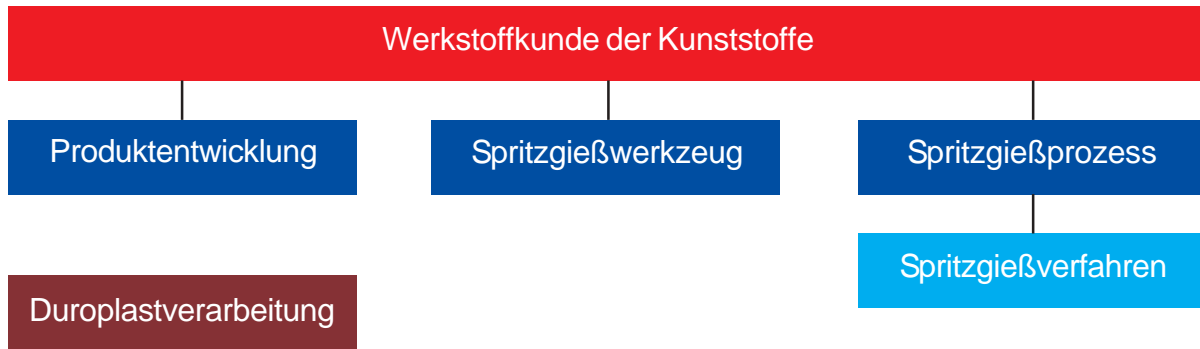 Werkstoffkunde der Kunststoffe
Produktentwicklung
Spritzgießwerkzeug
Spritzgießprozess
Spritzgießverfahren
Duroplastverarbeitung